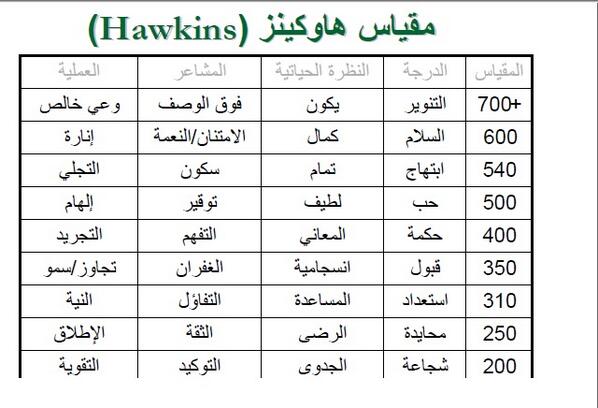 مقياس هاوكينز (Hawkins)
المقياس الدرجة النظرة الحياتية المشاعر العملية
+700 التنوير يكون فوق الوصف وعي خالص
600 السلام كمال الامتنان/النعمة إنارة
540 ابتهاج تمام سكون التجلي
500 حب لطيف توقير إلهام
400 حكمة المعاني التفهم التجريد
350 قبول انسجامية الغفران تجاوز/سمو
310 استعداد المساعدة التفاؤل النية
250 محايدة الرضى الثقة الإطلاق
200 شجاعة الجدوى التوكيد التقوية